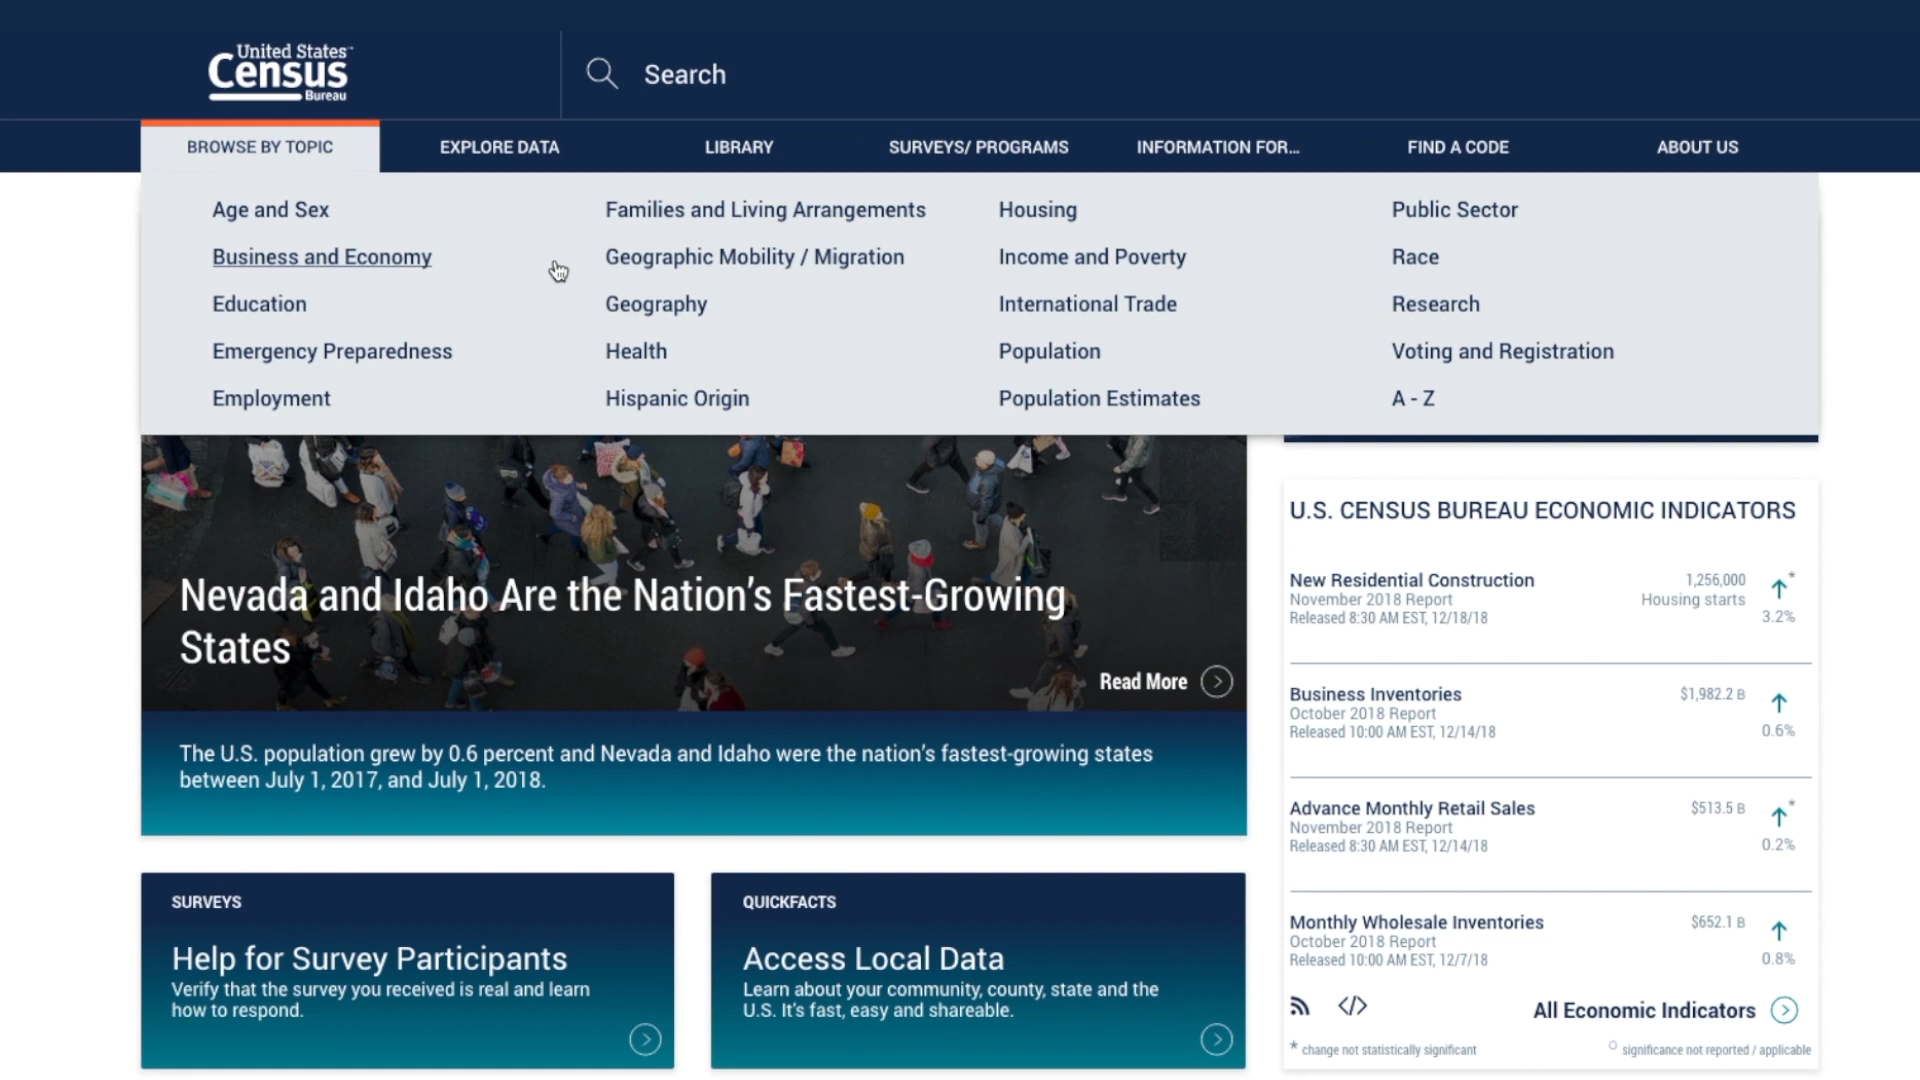 United States™
Census
Bureau
Search
BROWSE BY TOPIC
EXPLORE DATA
LIBRARY
SURVEYS/ PROGRAMS
INFORMATION FOR...
FIND A CODE
ABOUT US
Age and Sex
Business and Economy
Education
Emergency Preparedness
Employment
Families and Living Arrangements
Geographic Mobility / Migration
Geography
Health
Hispanic Origin
Housing
Income and Poverty
International Trade
Population
Population Estimates
Public Sector
Race
Research
Voting and Registration
A - Z
Nevada and Idaho Are the Nation’s Fastest-Growing
States
Read More
The U.S. population grew by 0.6 percent and Nevada and Idaho were the nation’s fastest-growing states
between July 1, 2017, and July 1, 2018.
SURVEYS
Help for Survey Participants
Verify that the survey you received is real and learn
how to respond.
QUICKFACTS
Access Local Data
Learn about your community, county, state and the
U.S. It's fast, easy and shareable.
U.S. CENSUS BUREAU ECONOMIC INDICATORS
New Residential Construction
November 2018 Report
Released 8:30 AM EST, 12/18/18
1,256,000
Housing starts
*
3.2%
Business Inventories
October 2018 Report
Released 10:00 AM EST, 12/14/18
$1,982.2 B
0.6%
Advance Monthly Retail Sales
November 2018 Report
Released 8:30 AM EST, 12/14/18
$513.5 B
*
0.2%
Monthly Wholesale Inventories
October 2018 Report
Released 10:00 AM EST, 12/7/18
$652.1 B
0.8%
</>
All Economic Indicators
* change not statistically significant
O significance not reported / applicable